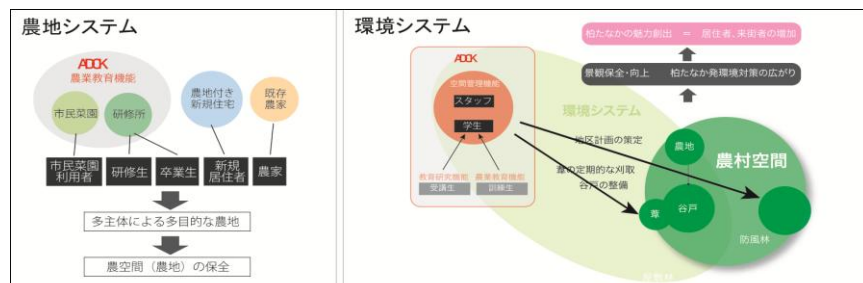 農地システム
ADCK
農業教育機能
市民菜園
研修所
農地付き
新規住宅
既存
農家
市民菜園
利用者
研修生
卒業生
新規
居住者
農家
多主体による多目的な農地
農空間（農地）の保全
環境システム
柏たなかの魅力創出 = 居住者、来街者の増加
景観保全・向上 柏たなか発環境対策の広がり
ADCK
空間管理機能
スタッフ
学生
教育研究機能
受講生
農業教育機能
訓練生
環境システム
地区計画の策定
葦の定期的な刈取
谷戸の整備
農地
農村空間
葦
谷戸
防風林